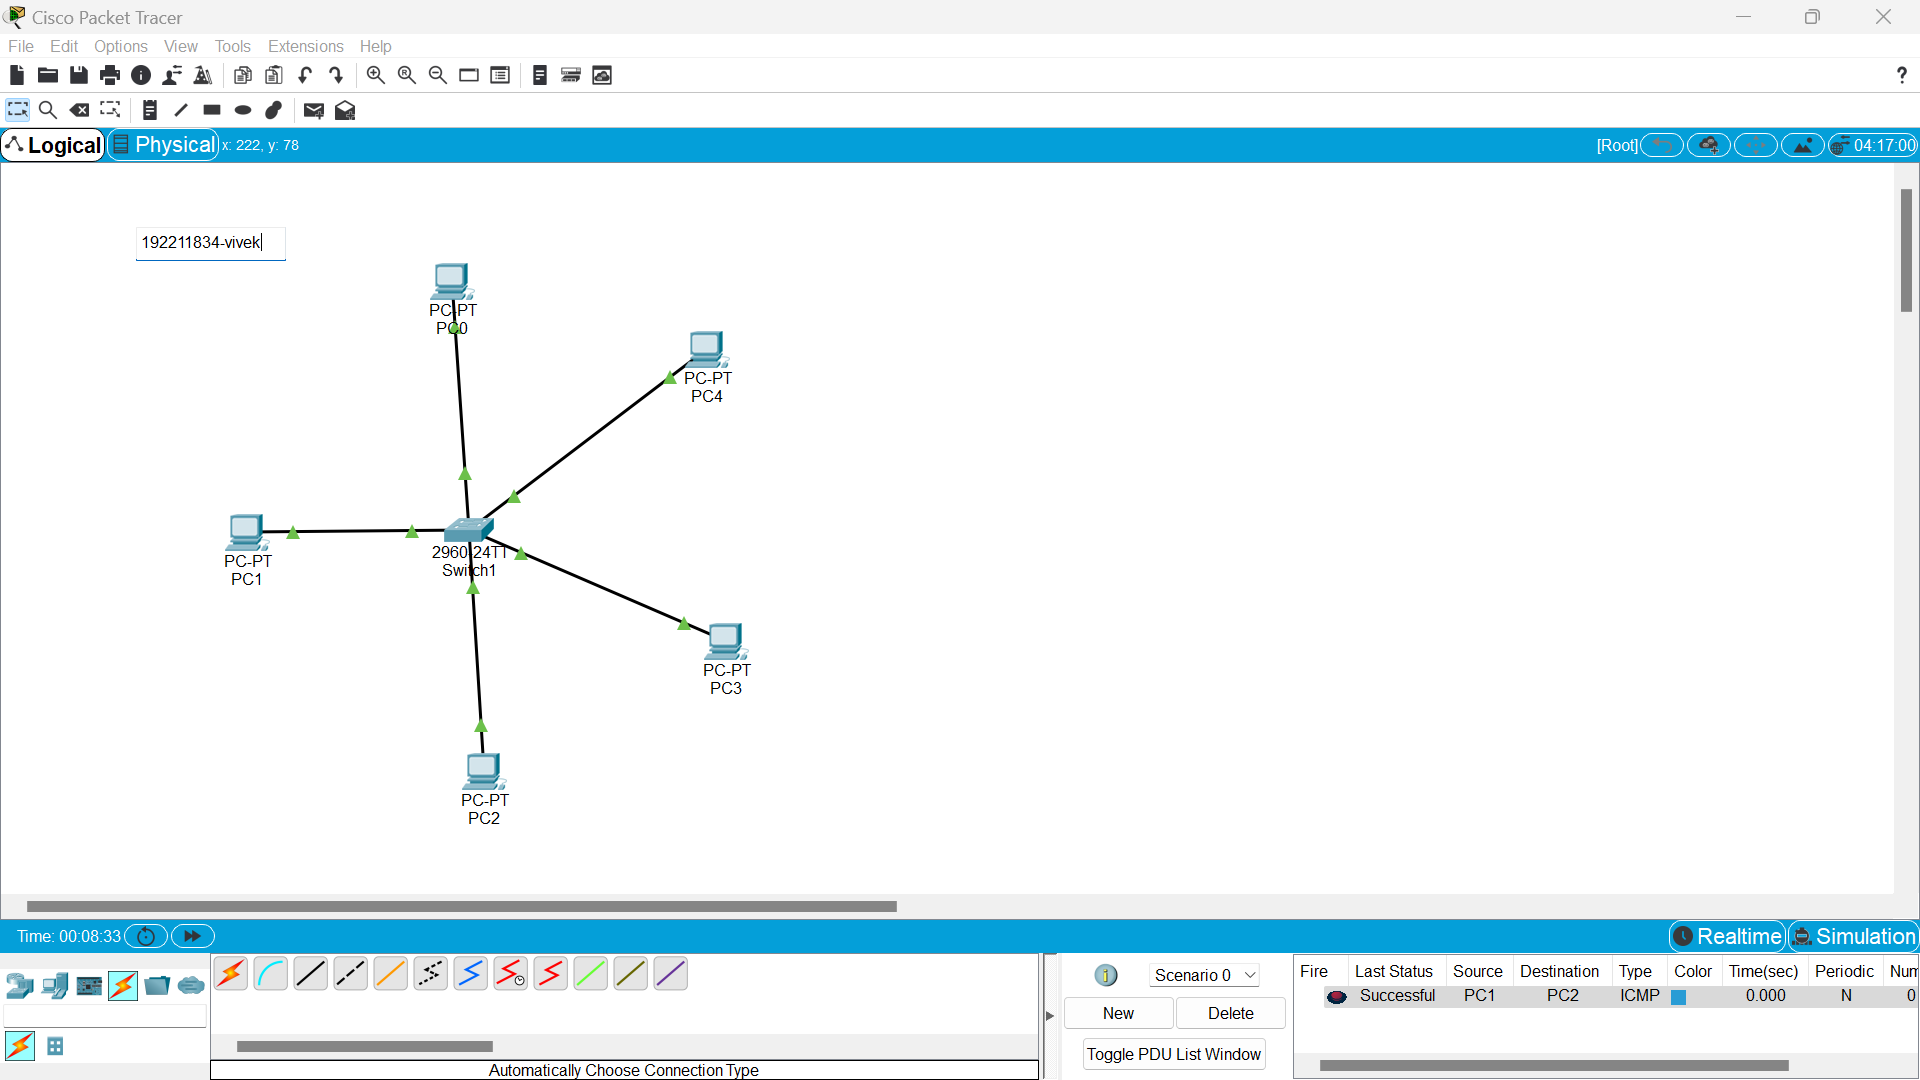 Cisco Packet Tracer
File Edit Options View Tools Extensions Help
?
Logical Physical x: 222, y: 78 [Root] 04:17:00
192211834-vivek
PC-PT
PC0
PC-PT
PC4
PC-PT
PC1
2960-24TT
Switch1
PC-PT
PC3
PC-PT
PC2
Time: 00:08:33 Realtime Simulation
Scenario 0
New Delete
Toggle PDU List Window
Fire Last Status Source Destination Type Color Time(sec) Periodic Num
Successful PC1 PC2 ICMP 0.000 N 0
Automatically Choose Connection Type